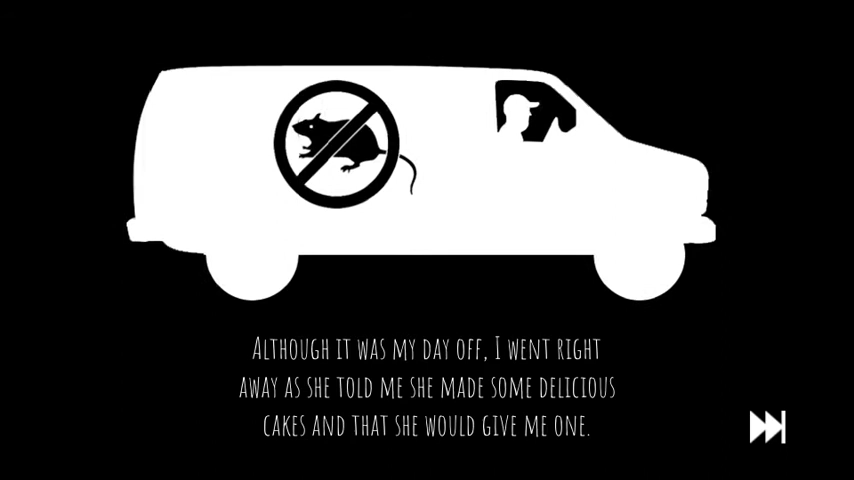 Although it was my day off, I went right
away as she told me she made some delicious
cakes and that she would give me one.